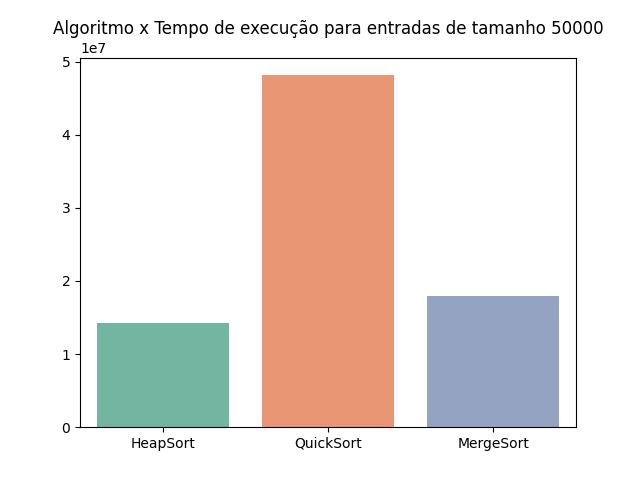 Algoritmo x Tempo de execução para entradas de tamanho 50000
1e7
5
4
3
2
1
0
HeapSort QuickSort MergeSort